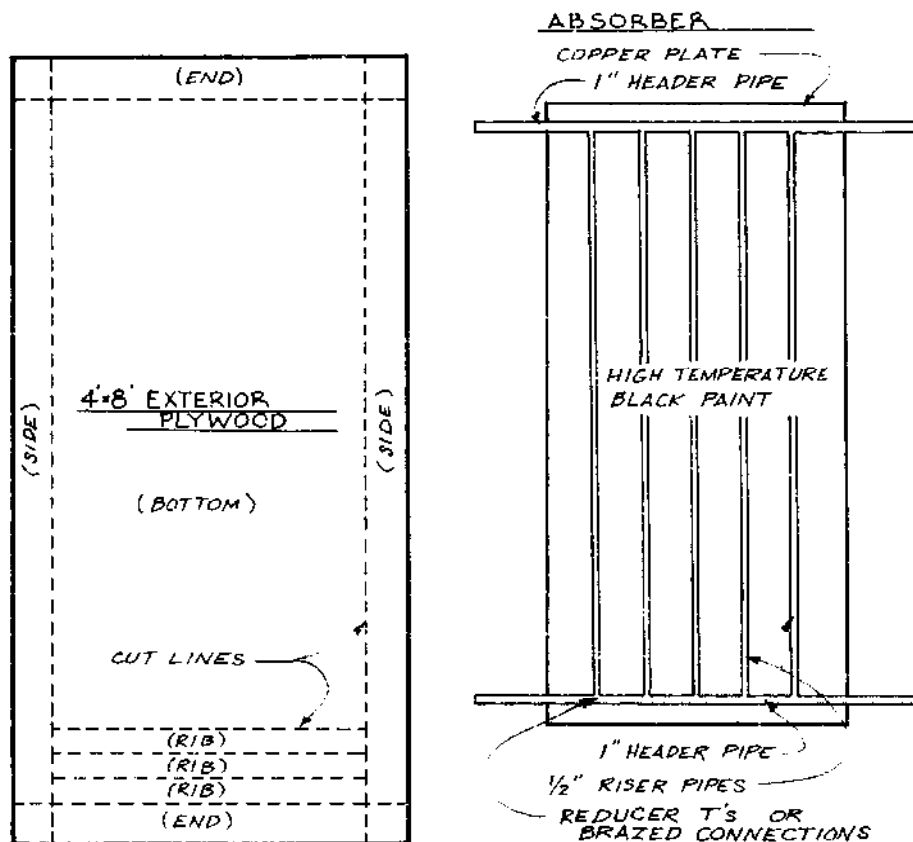 (END)
(SIDE)
4'×8' EXTERIOR
PLYWOOD
(SIDE)
(BOTTOM)
CUT LINES
(RIB)
(RIB)
(RIB)
(END)
ABSORBER
COPPER PLATE
1" HEADER PIPE
HIGH TEMPERATURE
BLACK PAINT
1" HEADER PIPE
1/2" RISER PIPES
REDUCER T's OR
BRAZED CONNECTIONS